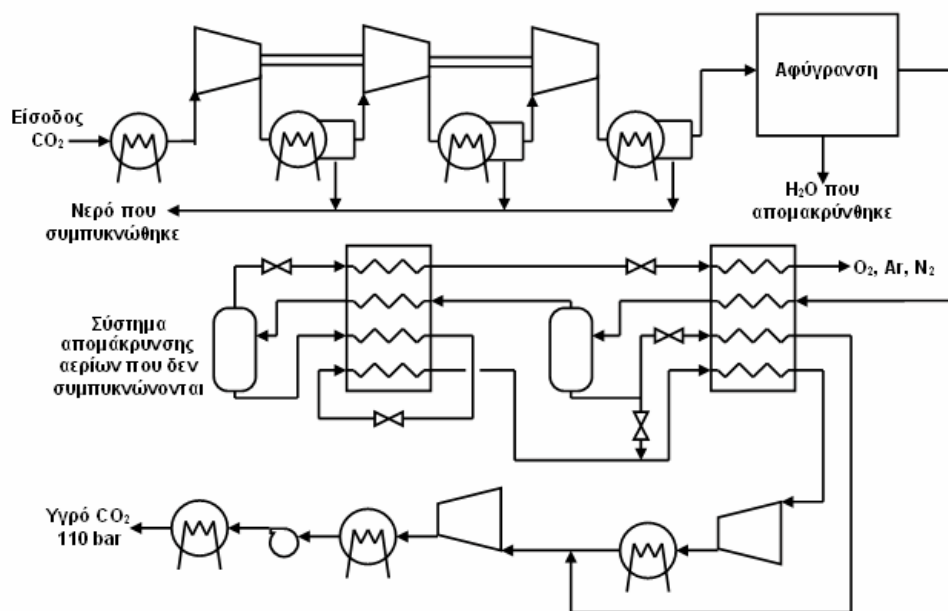 Είσοδος
CO₂
Αφύγρανση
Νερό που
συμπυκνώθηκε
H₂O που
απομακρύνθηκε
O₂, Ar, N₂
Σύστημα
απομάκρυνσης
αερίων που δεν
συμπυκνώνονται
Υγρό CO₂
110 bar